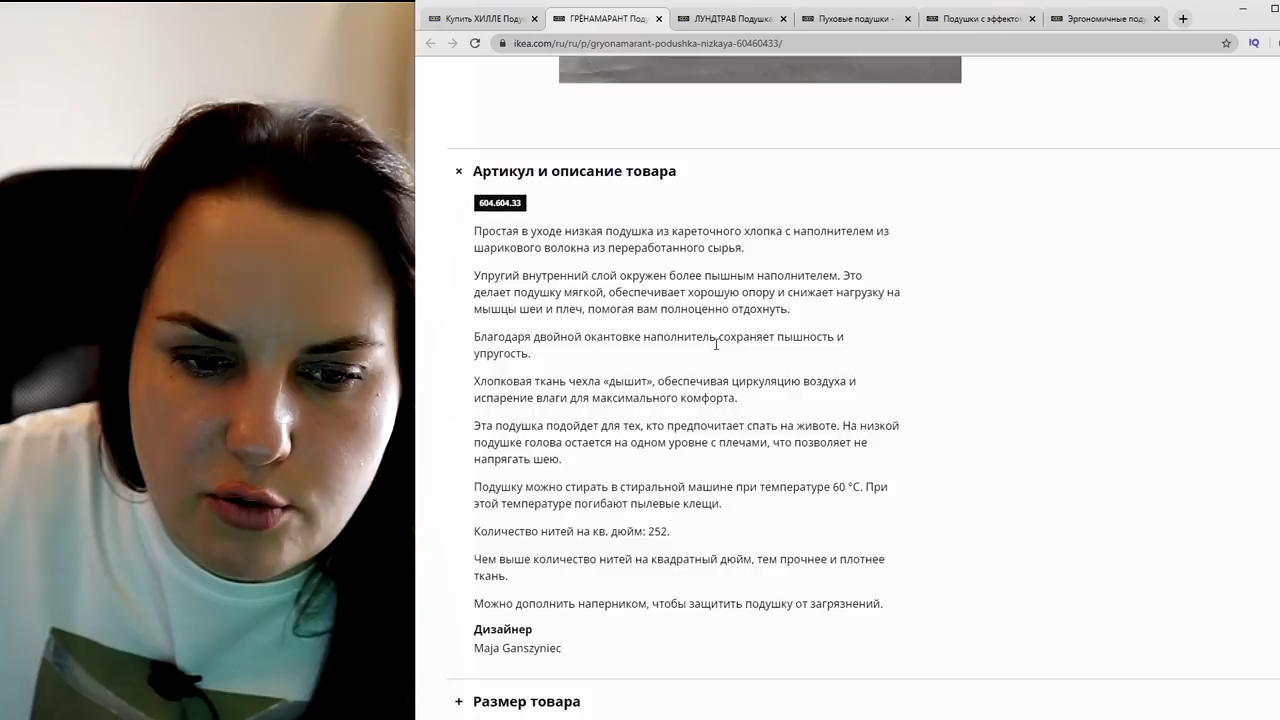 Купить ХИЛЛЕ Поду
ГРЁНАМАРАНТ Под
ЛУНДТРАВ Подушка
Пуховые подушки -
Подушки с эффекто
Эргономичные поду
ikea.com/ru/ru/p/gryonamarant-podushka-nizkaya-60460433/
IQ
Артикул и описание товара
604.604.33
Простая в уходе низкая подушка из кареточного хлопка с наполнителем из
шарикового волокна из переработанного сырья.
Упругий внутренний слой окружен более пышным наполнителем. Это
делает подушку мягкой, обеспечивает хорошую опору и снижает нагрузку на
мышцы шеи и плеч, помогая вам полноценно отдохнуть.
Благодаря двойной окантовке наполнитель сохраняет пышность и
упругость.
Хлопковая ткань чехла «дышит», обеспечивая циркуляцию воздуха и
испарение влаги для максимального комфорта.
Эта подушка подойдет для тех, кто предпочитает спать на животе. На низкой
подушке голова остается на одном уровне с плечами, что позволяет не
напрягать шею.
Подушку можно стирать в стиральной машине при температуре 60 °C. При
этой температуре погибают пылевые клещи.
Количество нитей на кв. дюйм: 252.
Чем выше количество нитей на квадратный дюйм, тем прочнее и плотнее
ткань.
Можно дополнить наперником, чтобы защитить подушку от загрязнений.
Дизайнер
Maja Ganszyniec
Размер товара